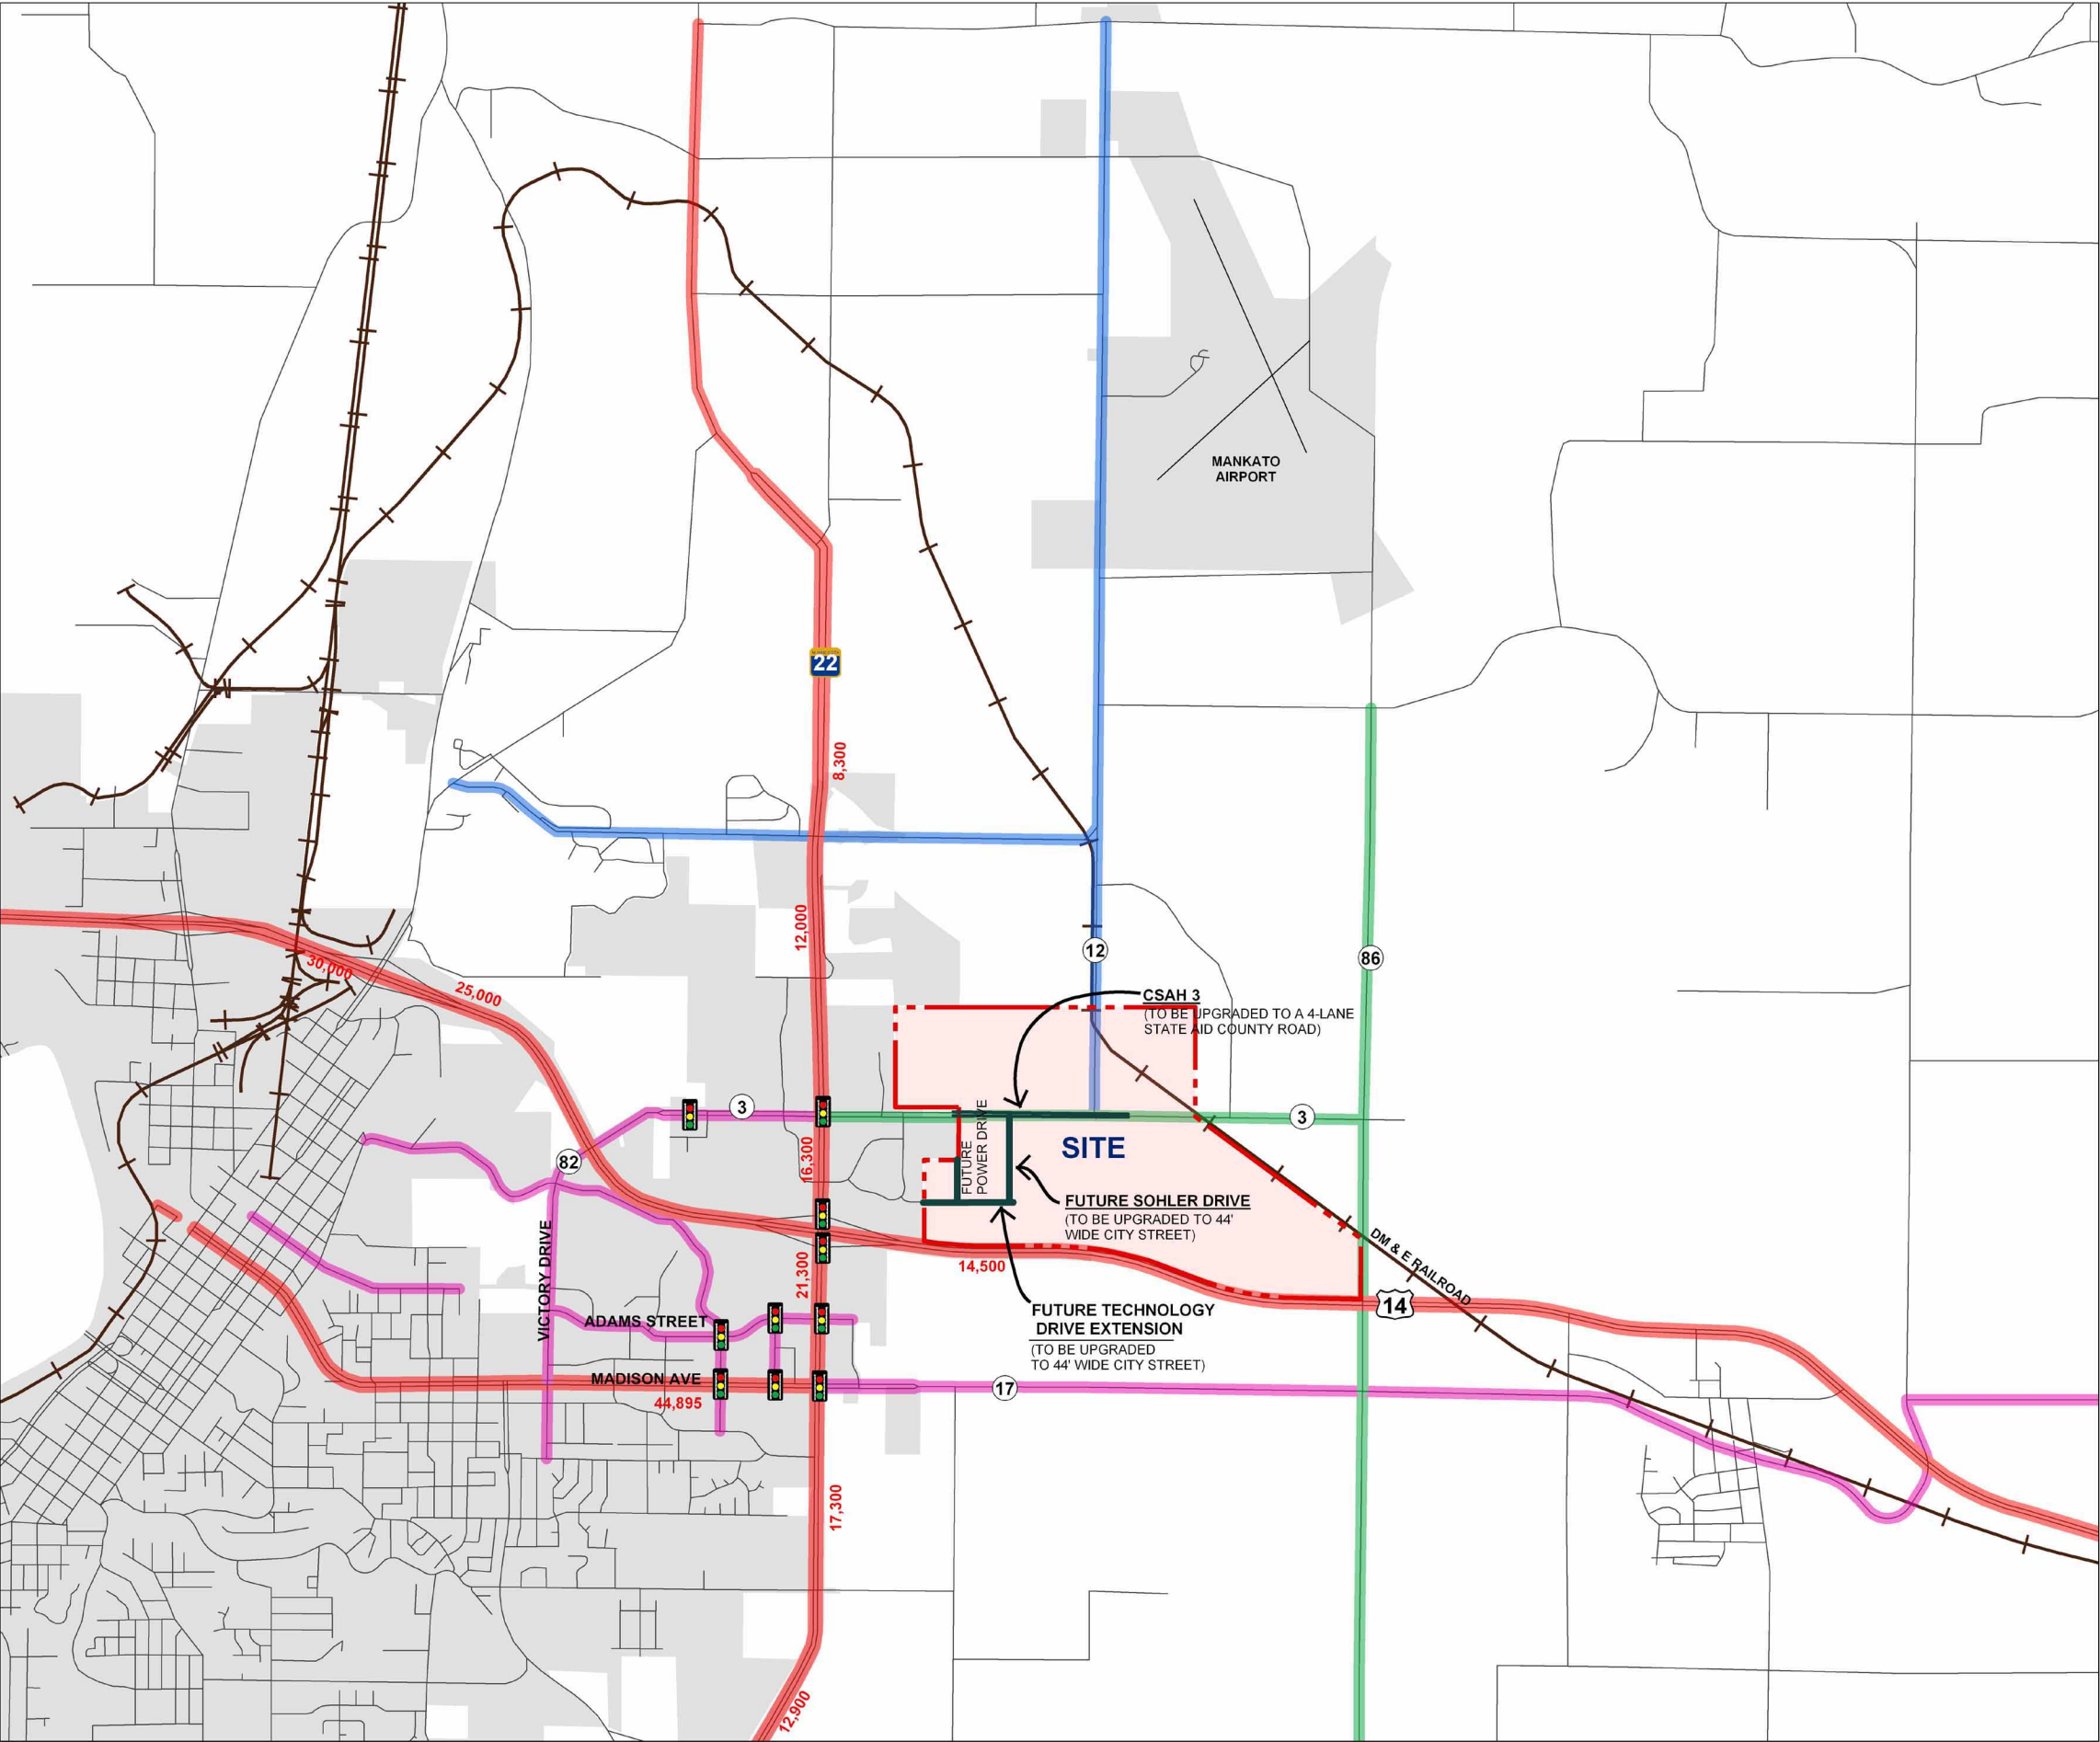 MANKATO
AIRPORT
22
8,300
12,000
12
86
30,000
25,000
CSAH 3
(TO BE UPGRADED TO A 4-LANE
STATE AID COUNTY ROAD)
3
3
FUTURE
POWER DRIVE
SITE
16,300
82
FUTURE SOHLER DRIVE
(TO BE UPGRADED TO 44'
WIDE CITY STREET)
DM & E RAILROAD
14,500
21,300
VICTORY DRIVE
14
FUTURE TECHNOLOGY
DRIVE EXTENSION
(TO BE UPGRADED
TO 44' WIDE CITY STREET)
ADAMS STREET
MADISON AVE
44,895
17
17,300
12,900